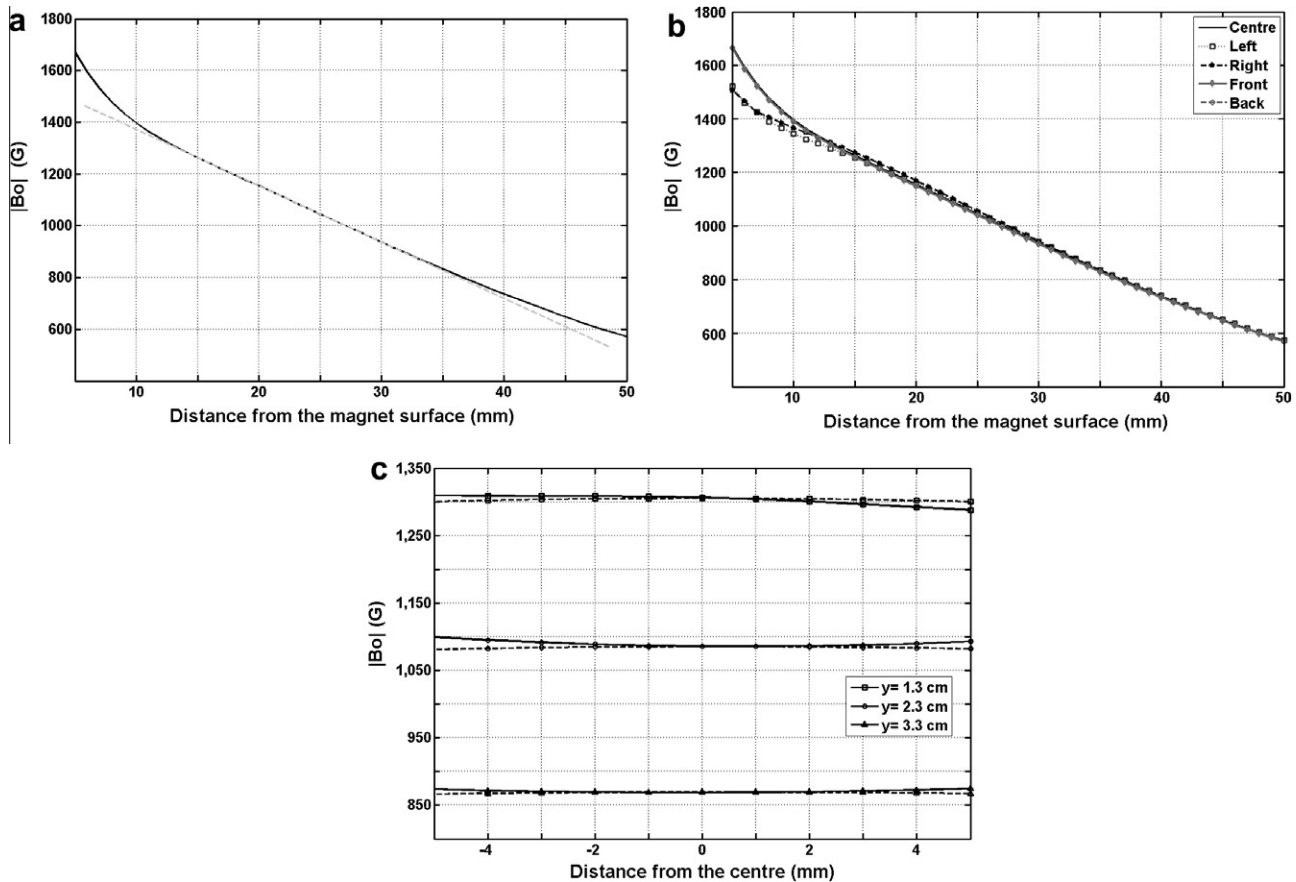 a
1800
1600
1400
1200
1000
800
600
10
20
30
40
50
|Bo| (G)
Distance from the magnet surface (mm)
b
1800
1600
1400
1200
1000
800
600
10
20
30
40
50
|Bo| (G)
Distance from the magnet surface (mm)
Centre
Left
Right
Front
Back
c
1,350
1,250
1,150
1,050
950
850
-4
-2
0
2
4
|Bo| (G)
Distance from the centre (mm)
y= 1.3 cm
y= 2.3 cm
y= 3.3 cm